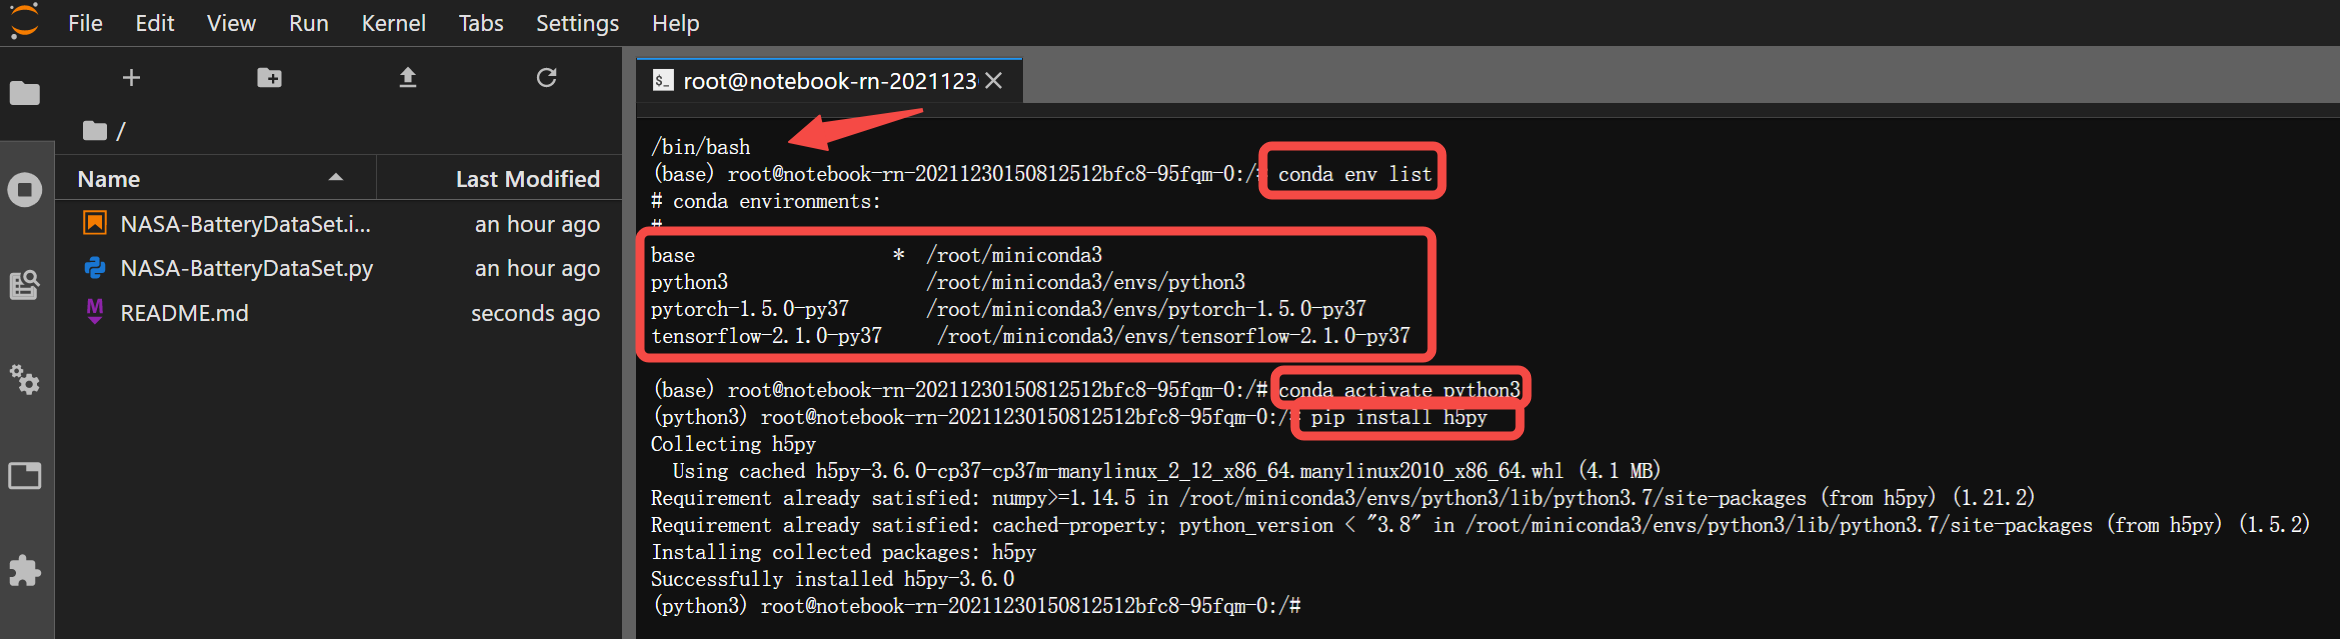 File Edit View Run Kernel Tabs Settings Help
/
Name Last Modified
NASA-BatteryDataSet.i... an hour ago
NASA-BatteryDataSet.py an hour ago
README.md seconds ago
root@notebook-rn-2021123
/bin/bash
(base) root@notebook-rn-20211230150812512bfc8-95fqm-0:/# conda env list
# conda environments:
#
base * /root/miniconda3
python3 /root/miniconda3/envs/python3
pytorch-1.5.0-py37 /root/miniconda3/envs/pytorch-1.5.0-py37
tensorflow-2.1.0-py37 /root/miniconda3/envs/tensorflow-2.1.0-py37
(base) root@notebook-rn-20211230150812512bfc8-95fqm-0:/# conda activate python3
(python3) root@notebook-rn-20211230150812512bfc8-95fqm-0:/# pip install h5py
Collecting h5py
Using cached h5py-3.6.0-cp37-cp37m-manylinux_2_12_x86_64.manylinux2010_x86_64.whl (4.1 MB)
Requirement already satisfied: numpy>=1.14.5 in /root/miniconda3/envs/python3/lib/python3.7/site-packages (from h5py) (1.21.2)
Requirement already satisfied: cached-property; python_version < "3.8" in /root/miniconda3/envs/python3/lib/python3.7/site-packages (from h5py) (1.5.2)
Installing collected packages: h5py
Successfully installed h5py-3.6.0
(python3) root@notebook-rn-20211230150812512bfc8-95fqm-0:/#